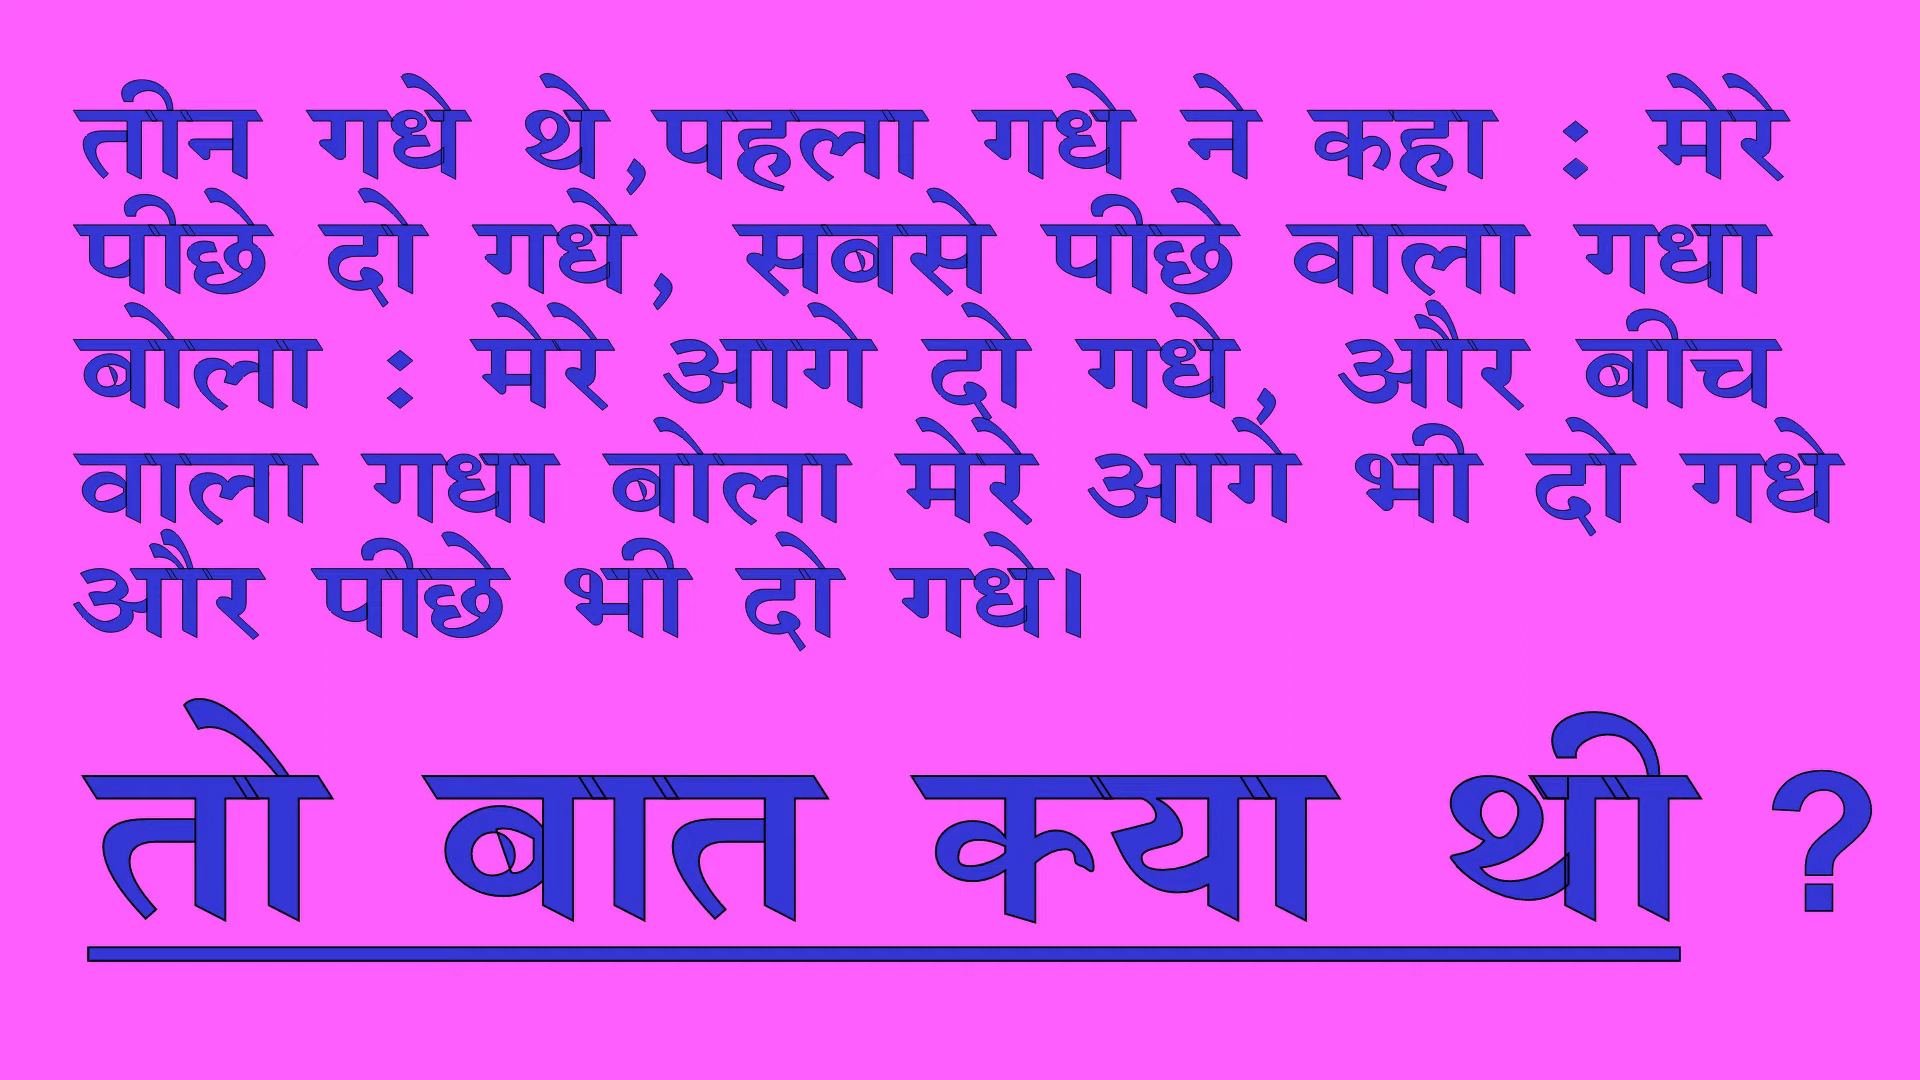 तीन गधे थे,पहला गधे ने कहा : मेरे
पीछे दो गधे, सबसे पीछे वाला गधा
बोला : मेरे आगे दो गधे, और बीच
वाला गधा बोला मेरे आगे भी दो गधे
और पीछे भी दो गधे।
तो बात क्या थी ?